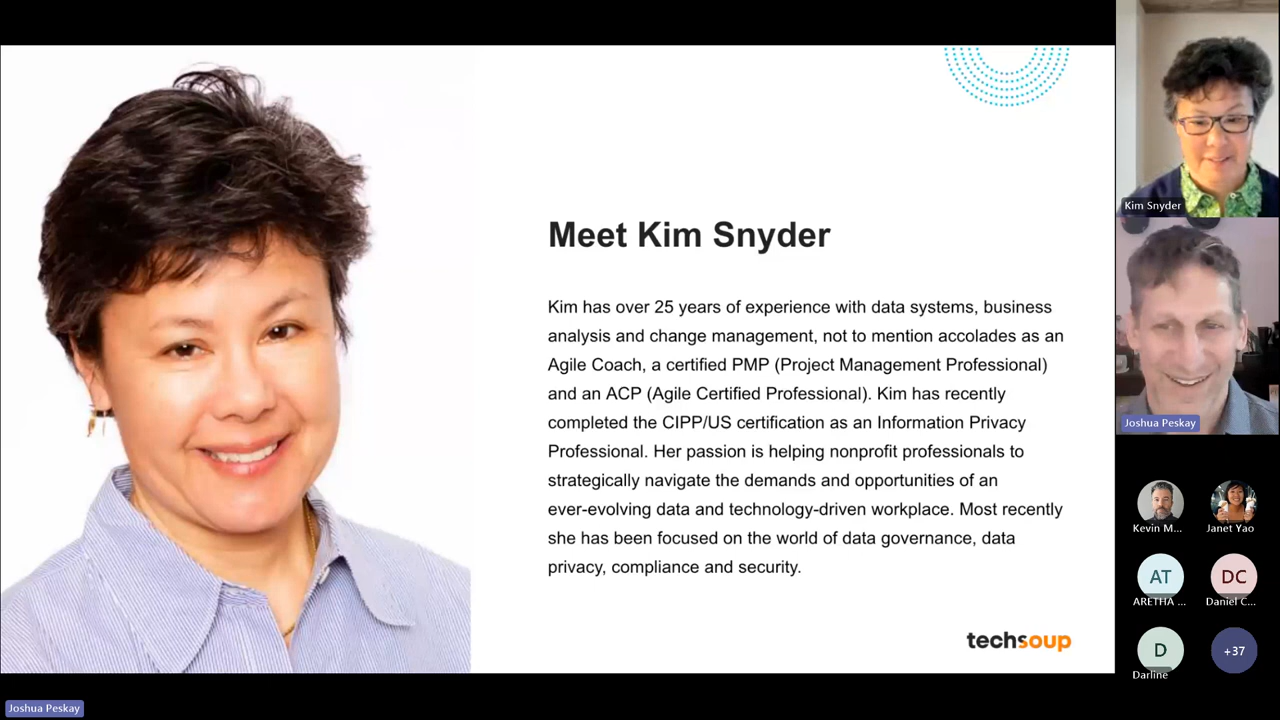 Meet Kim Snyder
Kim has over 25 years of experience with data systems, business
analysis and change management, not to mention accolades as an
Agile Coach, a certified PMP (Project Management Professional)
and an ACP (Agile Certified Professional). Kim has recently
completed the CIPP/US certification as an Information Privacy
Professional. Her passion is helping nonprofit professionals to
strategically navigate the demands and opportunities of an
ever-evolving data and technology-driven workplace. Most recently
she has been focused on the world of data governance, data
privacy, compliance and security.
techsoup
Joshua Peskay
Kim Snyder
Joshua Peskay
Kevin M...
Janet Yao
AT
ARETHA ...
DC
Daniel C...
D
Darline
+37